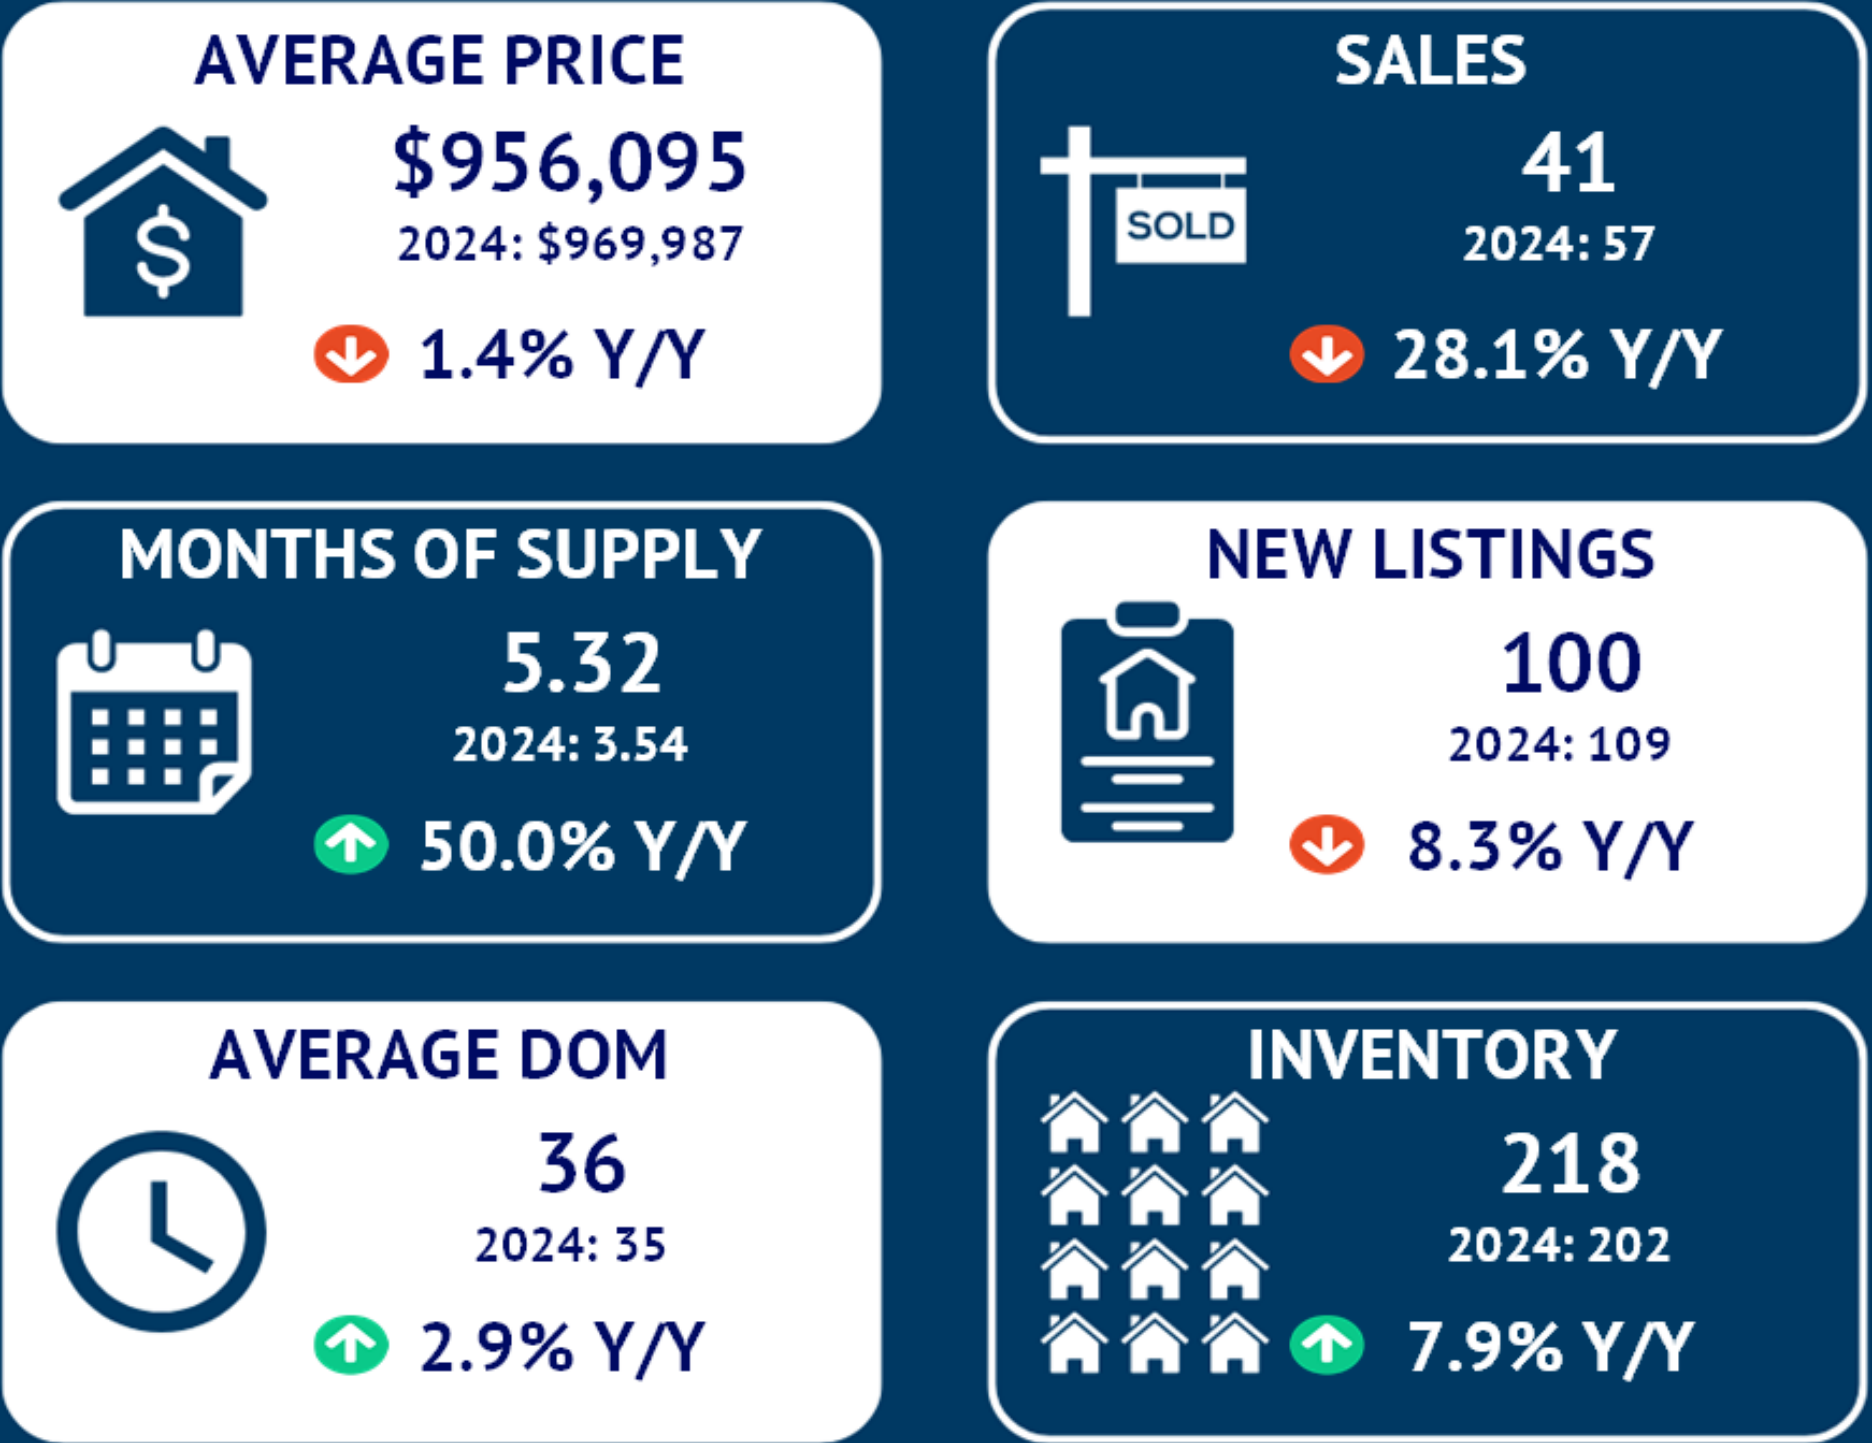 AVERAGE PRICE
$956,095
2024: $969,987
1.4% Y/Y
SALES
SOLD
41
2024: 57
28.1% Y/Y
MONTHS OF SUPPLY
5.32
2024: 3.54
50.0% Y/Y
NEW LISTINGS
100
2024: 109
8.3% Y/Y
AVERAGE DOM
36
2024: 35
2.9% Y/Y
INVENTORY
218
2024: 202
7.9% Y/Y